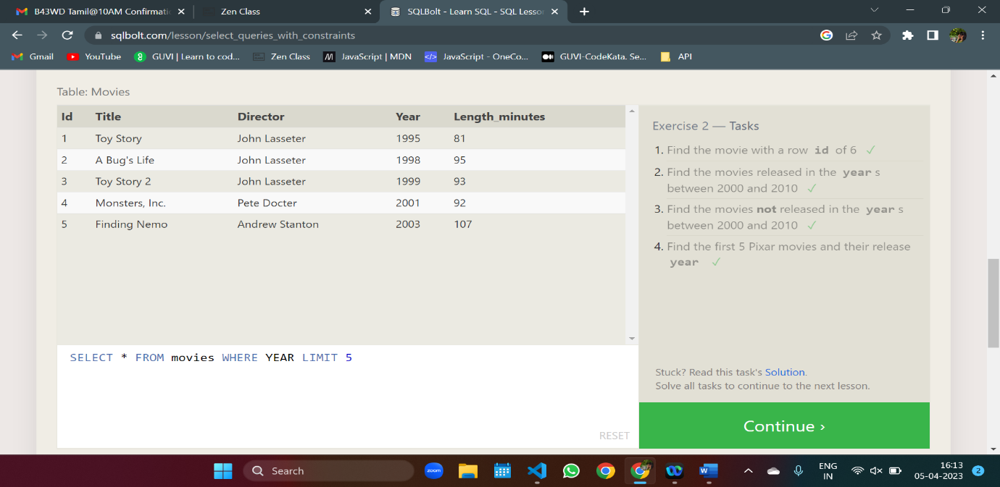 B43WD Tamil@10AM Confirmati
Zen Class
SQLBolt - Learn SQL - SQL Lesson
sqlbolt.com/lesson/select_queries_with_constraints
Gmail YouTube GUVI | Learn to cod... Zen Class JavaScript | MDN JavaScript - OneCo... GUVI-CodeKata. Se... API
Table: Movies
Id Title Director Year Length_minutes
1 Toy Story John Lasseter 1995 81
2 A Bug's Life John Lasseter 1998 95
3 Toy Story 2 John Lasseter 1999 93
4 Monsters, Inc. Pete Docter 2001 92
5 Finding Nemo Andrew Stanton 2003 107
SELECT * FROM movies WHERE YEAR LIMIT 5
RESET
Exercise 2 — Tasks
1. Find the movie with a row id of 6 ✓
2. Find the movies released in the year s
between 2000 and 2010 ✓
3. Find the movies not released in the year s
between 2000 and 2010 ✓
4. Find the first 5 Pixar movies and their release
year ✓
Stuck? Read this task's Solution.
Solve all tasks to continue to the next lesson.
Continue ›
Search
zoom
W
ENG
IN
16:13
05-04-2023
2